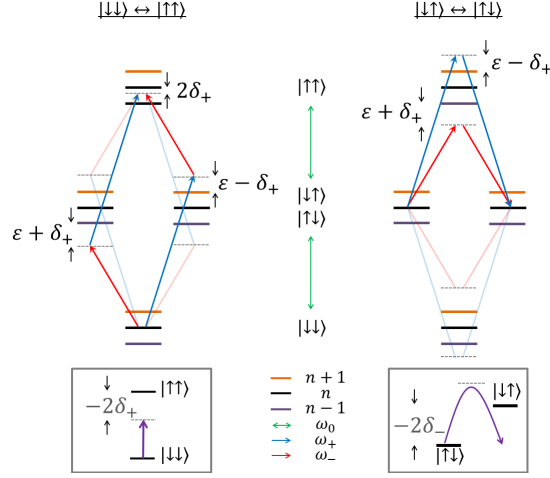 |↓↓⟩ ↔ |↑↑⟩
|↓↑⟩ ↔ |↑↓⟩
2δ₊
|↑↑⟩
ε − δ₊
ε + δ₊
ε − δ₊
|↓↑⟩
|↑↓⟩
ε + δ₊
|↓↓⟩
|↑↑⟩
−2δ₊
|↓↓⟩
n + 1
n
n − 1
ω₀
ω₊
ω₋
|↓↑⟩
−2δ₋
|↑↓⟩